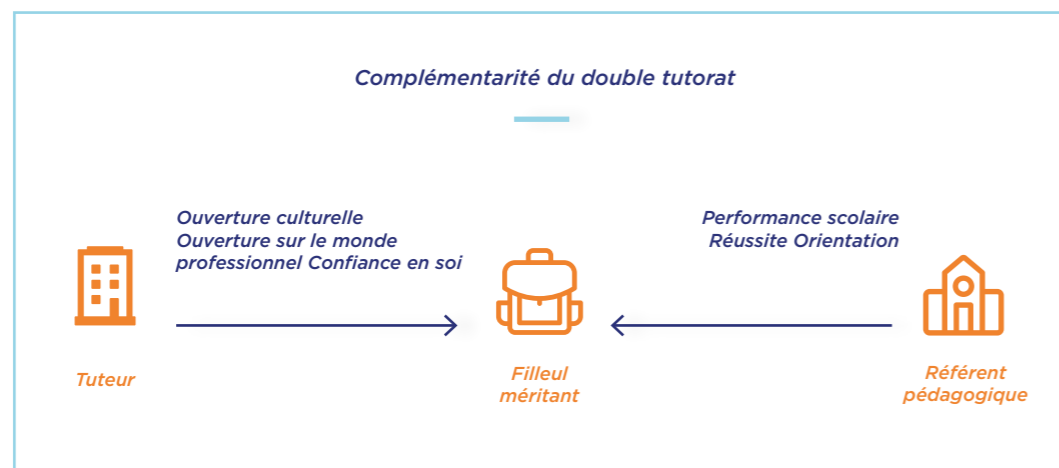 Complémentarité du double tutorat
Ouverture culturelle
Ouverture sur le monde
professionnel Confiance en soi
Performance scolaire
Réussite Orientation
Tuteur
Filleul
méritant
Référent
pédagogique